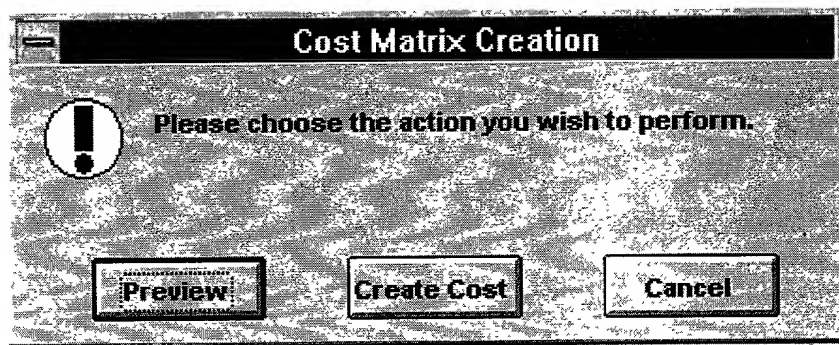 Cost Matrix Creation
Please choose the action you wish to perform.
Preview
Create Cost
Cancel